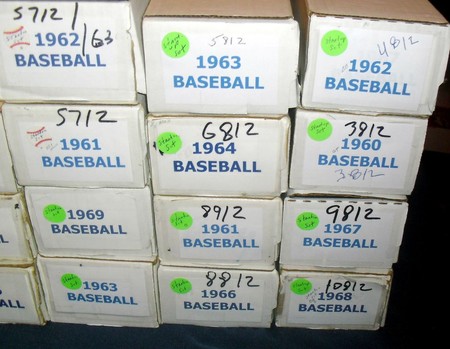 5712/
1962/63
BASEBALL
5812
1963
BASEBALL
4812
1962
BASEBALL
5712
1961
BASEBALL
6812
1964
BASEBALL
3812
1960
BASEBALL
3812
1969
BASEBALL
8912
1961
BASEBALL
9812
1967
BASEBALL
1963
BASEBALL
8812
1966
BASEBALL
10812
1968
BASEBALL